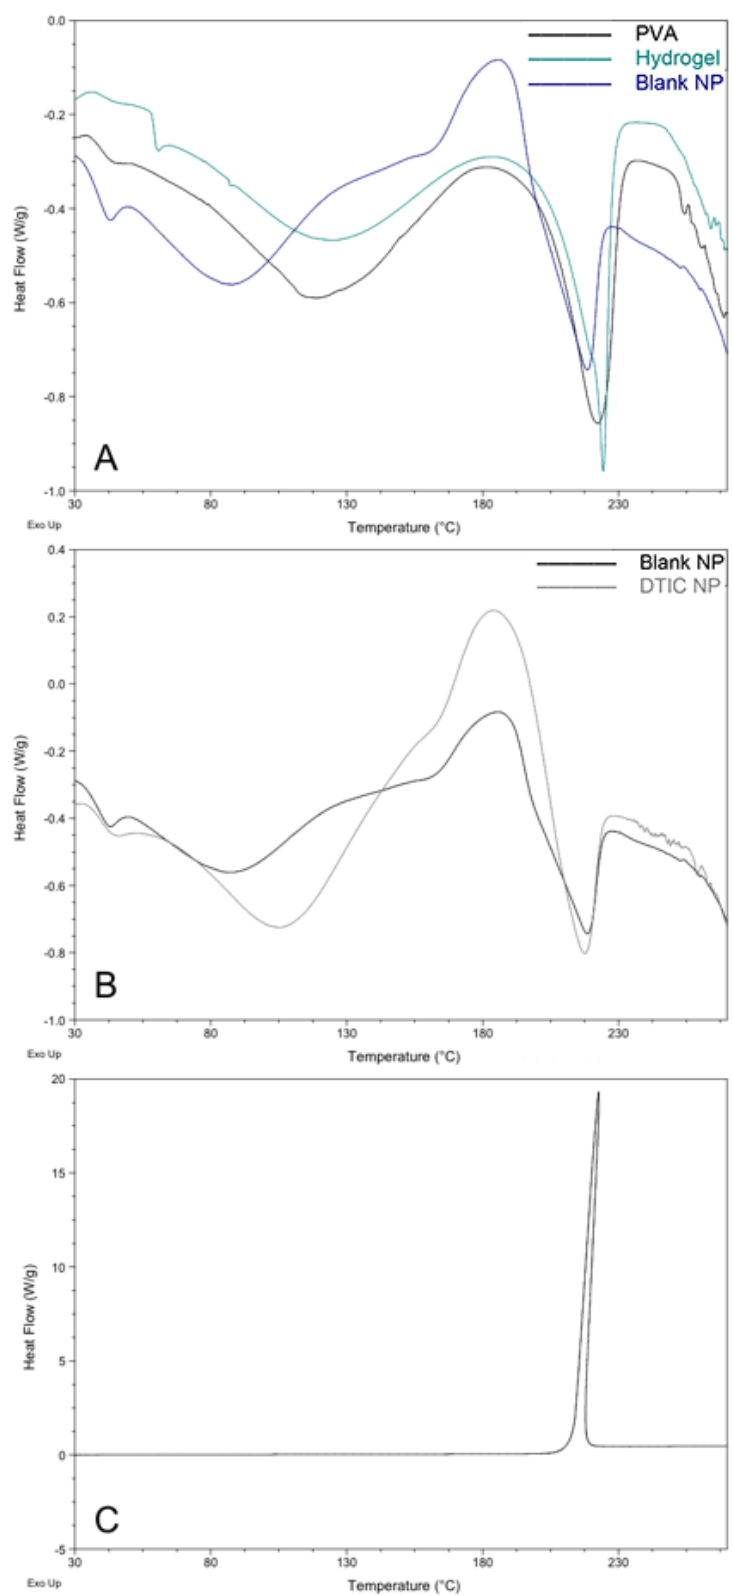 0.0
PVA
Hydrogel
Blank NP
-0.2
-0.4
Heat Flow (W/g)
-0.6
-0.8
A
-1.0
30 80 130 180 230
Exo Up
Temperature (°C)
0.4
Blank NP
DTIC NP
0.2
0.0
-0.2
Heat Flow (W/g)
-0.4
-0.6
-0.8
B
-1.0
30 80 130 180 230
Exo Up
Temperature (°C)
20
15
10
Heat Flow (W/g)
5
0
C
-5
30 80 130 180 230
Exo Up
Temperature (°C)